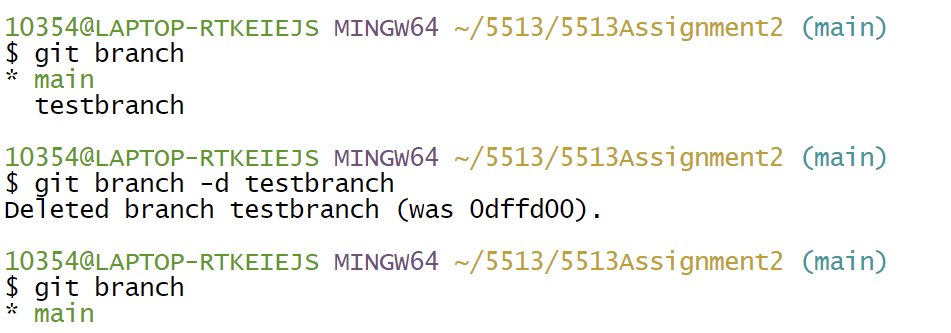 10354@LAPTOP-RTKEIEJS MINGW64 ~/5513/5513Assignment2 (main)
$ git branch
* main
  testbranch

10354@LAPTOP-RTKEIEJS MINGW64 ~/5513/5513Assignment2 (main)
$ git branch -d testbranch
Deleted branch testbranch (was 0dffd00).

10354@LAPTOP-RTKEIEJS MINGW64 ~/5513/5513Assignment2 (main)
$ git branch
* main